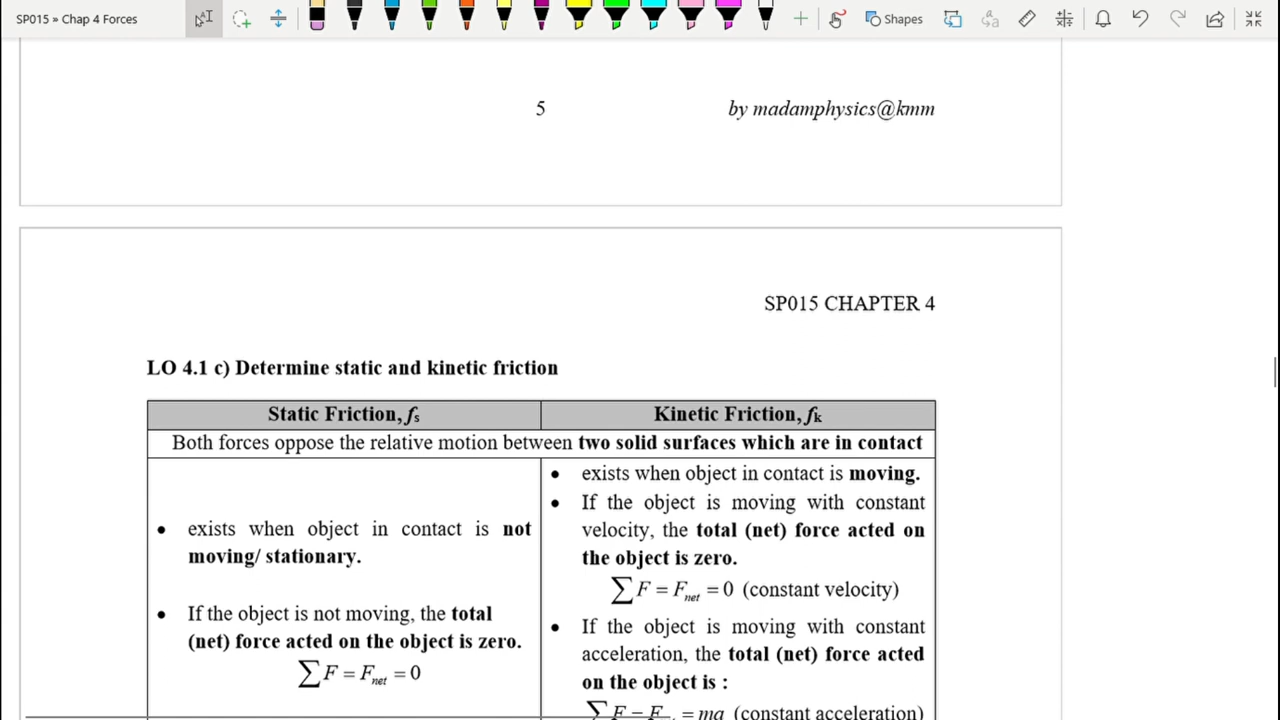 SP015 » Chap 4 Forces
Shapes
5
by madamphysics@kmm
SP015 CHAPTER 4
LO 4.1 c) Determine static and kinetic friction
Static Friction, fs
Kinetic Friction, fk
Both forces oppose the relative motion between two solid surfaces which are in contact
• exists when object in contact is not
moving/ stationary.
• If the object is not moving, the total
(net) force acted on the object is zero.
∑F = Fnet = 0
• exists when object in contact is moving.
• If the object is moving with constant
velocity, the total (net) force acted on
the object is zero.
∑F = Fnet = 0 (constant velocity)
• If the object is moving with constant
acceleration, the total (net) force acted
on the object is :
∑F = F = ma (constant acceleration)